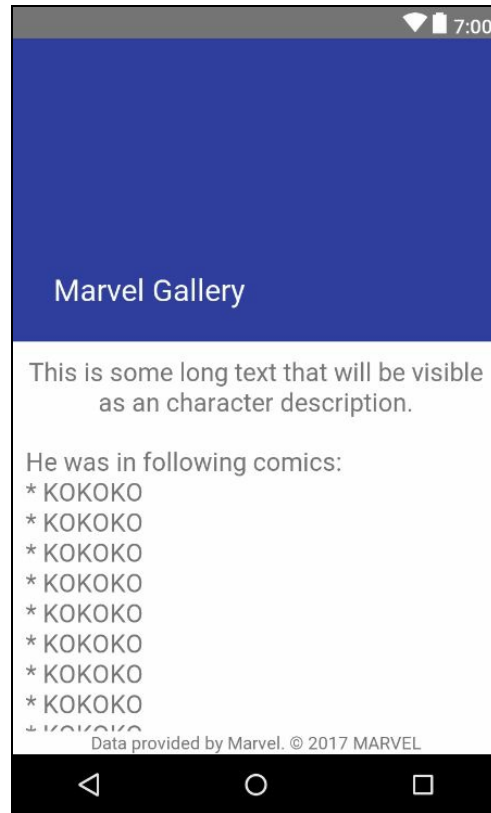 7:00
Marvel Gallery
This is some long text that will be visible
as an character description.
He was in following comics:
* KOKOKO
* KOKOKO
* KOKOKO
* KOKOKO
* KOKOKO
* KOKOKO
* KOKOKO
* KOKOKO
* KOKOKO
Data provided by Marvel. © 2017 MARVEL